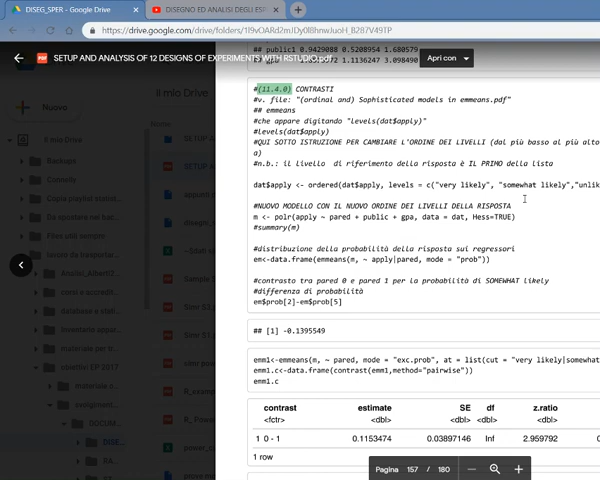 DISEG_SPER - Google Drive
DISEGNO ED ANALISI DEGLI ESP
https://drive.google.com/drive/folders/1I9vOARd2mJDy0I8hnwJuoH_B287V49TP
SETUP AND ANALYSIS OF 12 DESIGNS OF EXPERIMENTS WITH RSTUDIO.pdf
Apri con
## public1 0.9429088 0.5208954 1.680579
1.1136247 3.098490
Nuovo
Il mio Drive
Nome
Il mio Drive
Backups
Comedy
SETUP A
SETUP A
#(11.4.0) CONTRASTI
#v. file: "(ordinal and) Sophisticated models in emmeans.pdf"
## emmeans
#che appare digitando "levels(dat$apply)"
#levels(dat$apply)
#QUI SOTTO ISTRUZIONE PER CAMBIARE L'ORDINE DEI LIVELLI (dal più basso al più alto
a)
#n.b.: il livello di riferimento della risposta è IL PRIMO della lista
dat$apply <- ordered(dat$apply, levels = c("very likely", "somewhat likely","unlik
#NUOVO MODELLO CON IL NUOVO ORDINE DEI LIVELLI DELLA RISPOSTA
m <- polr(apply ~ pared + public + gpa, data = dat, Hess=TRUE)
#summary(m)
#distribuzione della probabilità della risposta sui regressori
em<-data.frame(emmeans(m, ~ apply|pared, mode = "prob"))
#contrasto tra pared 0 e pared 1 per la probabilità di SOMEWHAT likely
#differenza di probabilità
em$prob[2]-em$prob[5]
## [1] -0.1395549
emm1<-emmeans(m, ~ pared, mode = "exc.prob", at = list(cut = "very likely|somewhat
emm1.c<-data.frame(contrast(emm1,method="pairwise"))
emm1.c
contrast estimate SE df z.ratio
<fctr> <dbl> <dbl> <dbl> <dbl>
1 0 - 1 0.1153474 0.03897146 Inf 2.959792
1 row
Pagina 157 / 180